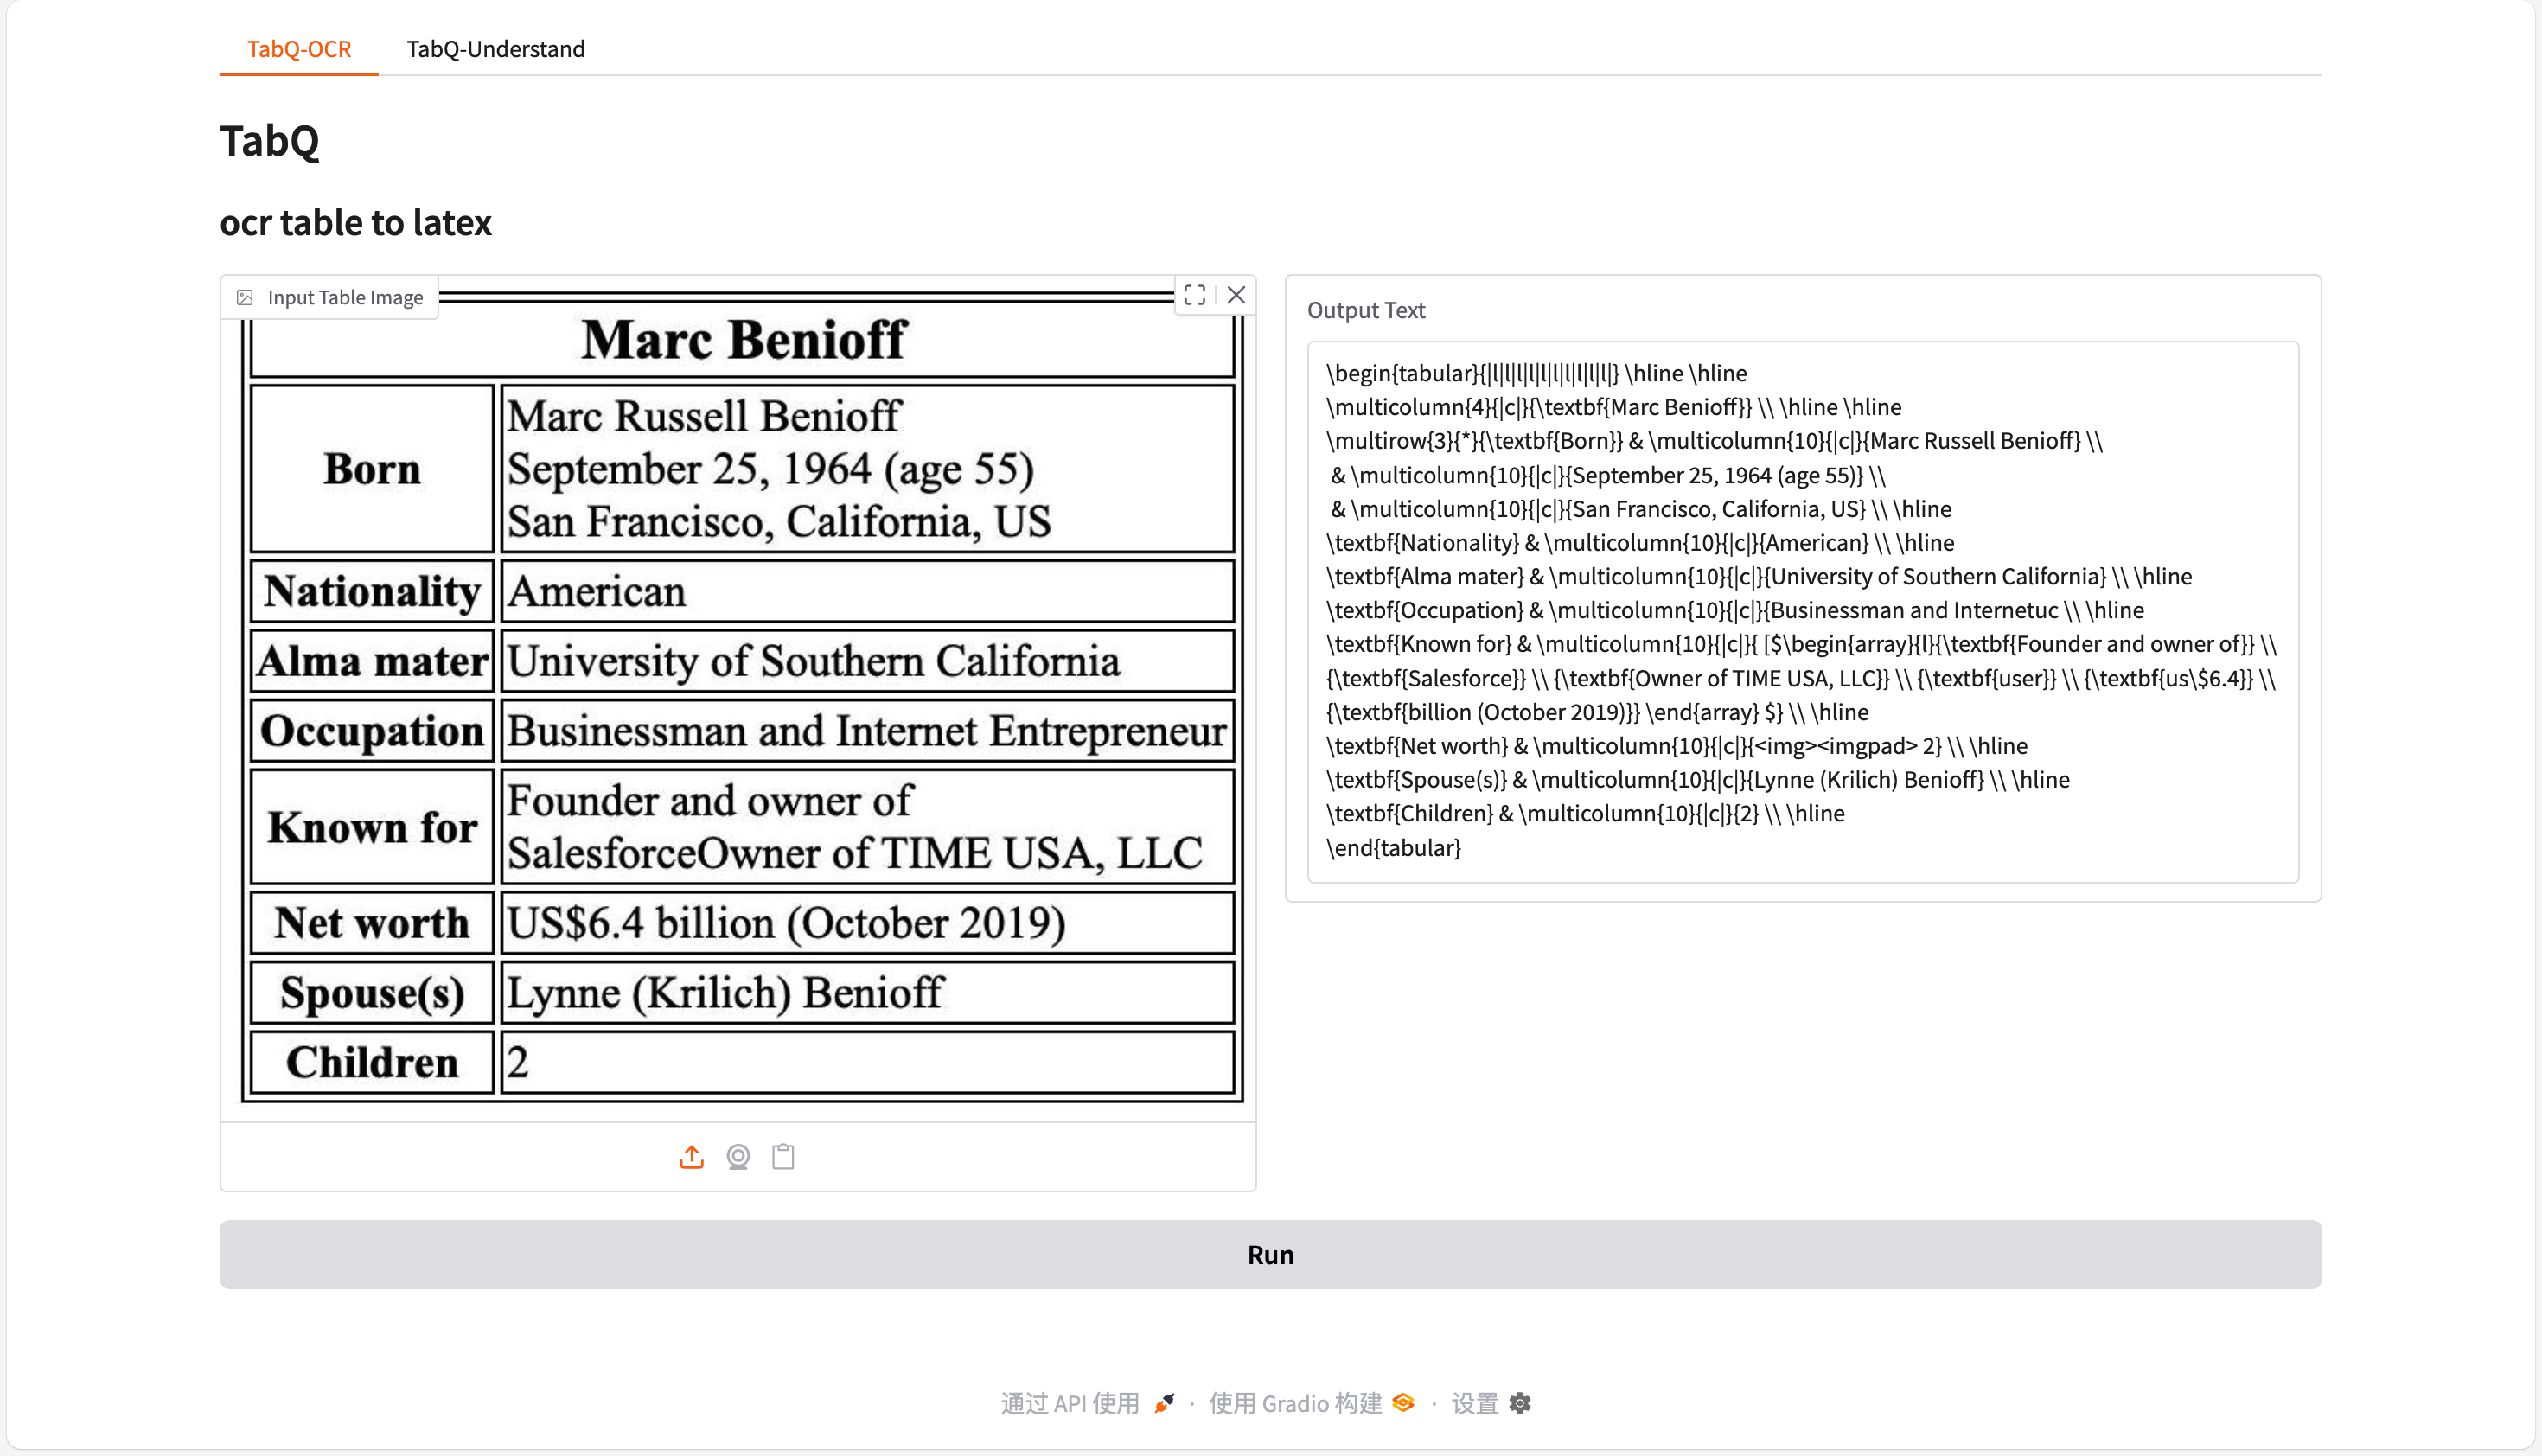 TabQ-OCR TabQ-Understand
TabQ
ocr table to latex
Input Table Image
Marc Benioff
Born
Marc Russell Benioff
September 25, 1964 (age 55)
San Francisco, California, US
Nationality American
Alma mater University of Southern California
Occupation Businessman and Internet Entrepreneur
Known for
Founder and owner of
SalesforceOwner of TIME USA, LLC
Net worth US$6.4 billion (October 2019)
Spouse(s) Lynne (Krilich) Benioff
Children 2
Output Text
\begin{tabular}{|l|l|l|l|l|l|l|l|l|l|} \hline \hline
\multicolumn{4}{|c|}{\textbf{Marc Benioff}} \\ \hline \hline
\multirow{3}{*}{\textbf{Born}} & \multicolumn{10}{|c|}{Marc Russell Benioff} \\
& \multicolumn{10}{|c|}{September 25, 1964 (age 55)} \\
& \multicolumn{10}{|c|}{San Francisco, California, US} \\ \hline
\textbf{Nationality} & \multicolumn{10}{|c|}{American} \\ \hline
\textbf{Alma mater} & \multicolumn{10}{|c|}{University of Southern California} \\ \hline
\textbf{Occupation} & \multicolumn{10}{|c|}{Businessman and Internetuc \\ \hline
\textbf{Known for} & \multicolumn{10}{|c|}{ [$\begin{array}{l}{\textbf{Founder and owner of}} \\
{\textbf{Salesforce}} \\ {\textbf{Owner of TIME USA, LLC}} \\ {\textbf{user}} \\ {\textbf{us\$6.4}} \\
{\textbf{billion (October 2019)}} \end{array} $} \\ \hline
\textbf{Net worth} & \multicolumn{10}{|c|}{<img><imgpad> 2} \\ \hline
\textbf{Spouse(s)} & \multicolumn{10}{|c|}{Lynne (Krilich) Benioff} \\ \hline
\textbf{Children} & \multicolumn{10}{|c|}{2} \\ \hline
\end{tabular}
Run
通过 API 使用 · 使用 Gradio 构建 · 设置